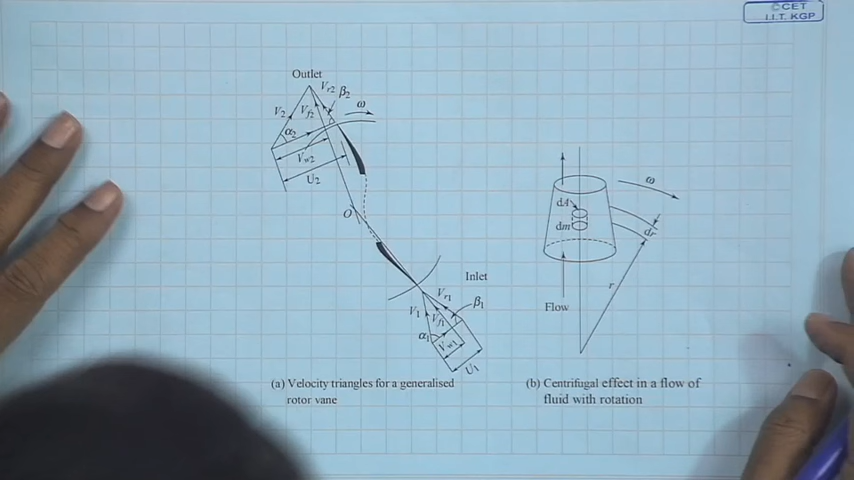 ©CET
I.I.T. KGP
Outlet
Vr2
β2
ω
V2
Vf2
α2
Vw2
U2
O
Inlet
Vr1
β1
V1
Vf1
α1
Vw1
U1
ω
dA
dm
dr
r
Flow
(a) Velocity triangles for a generalised
rotor vane
(b) Centrifugal effect in a flow of
fluid with rotation